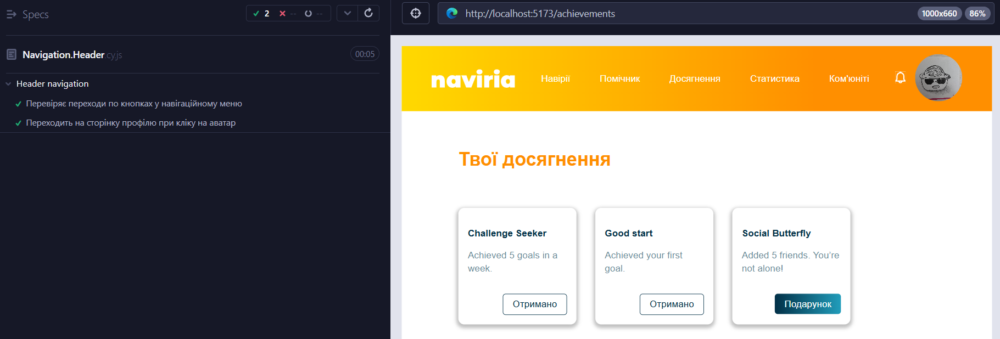 Specs
2
--
--
Navigation.Header.cy.js
00:05
Header navigation
Перевіряє переходи по кнопках у навігаційному меню
Переходить на сторінку профілю при кліку на аватар
http://localhost:5173/achievements
1000x660
86%
naviria
Навірії
Помічник
Досягнення
Статистика
Ком'юніті
Твої досягнення
Challenge Seeker
Achieved 5 goals in a
week.
Отримано
Good start
Achieved your first
goal.
Отримано
Social Butterfly
Added 5 friends. You’re
not alone!
Подарунок